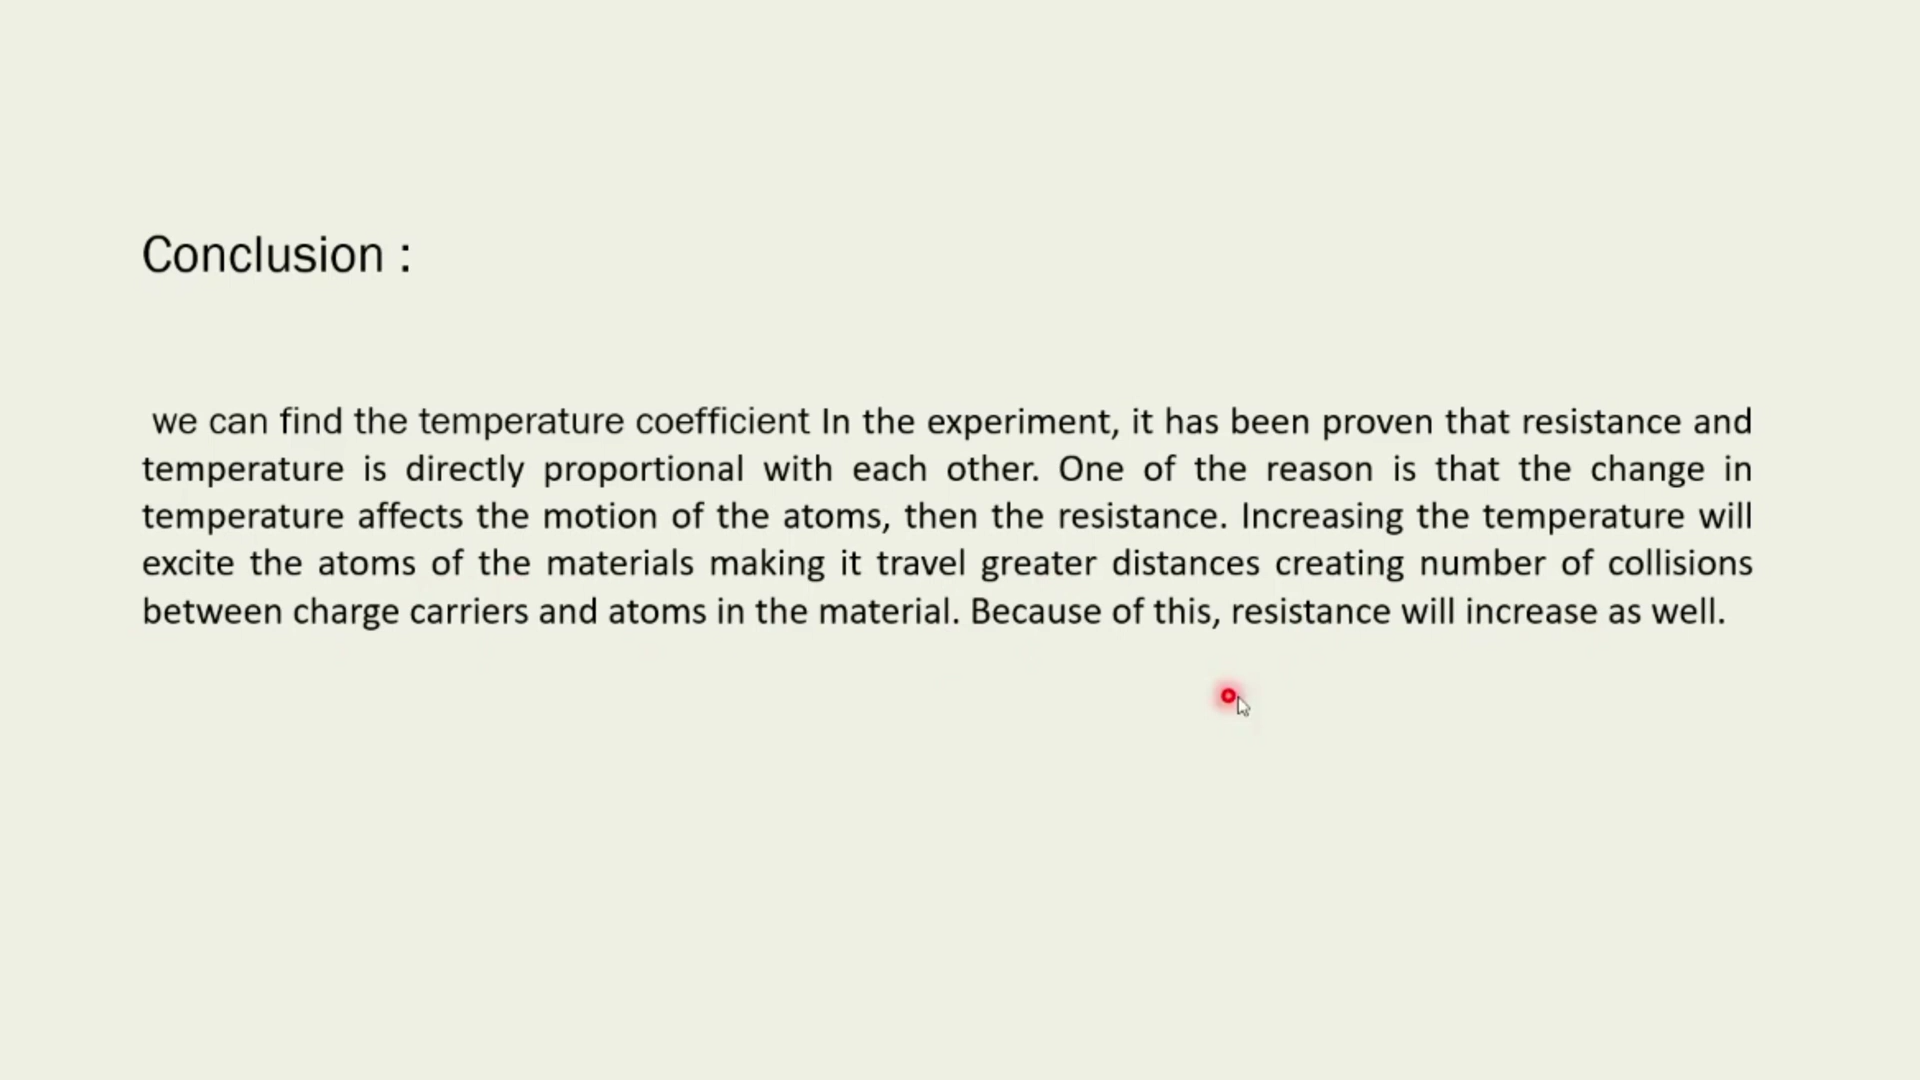 Conclusion :
we can find the temperature coefficient In the experiment, it has been proven that resistance and
temperature is directly proportional with each other. One of the reason is that the change in
temperature affects the motion of the atoms, then the resistance. Increasing the temperature will
excite the atoms of the materials making it travel greater distances creating number of collisions
between charge carriers and atoms in the material. Because of this, resistance will increase as well.